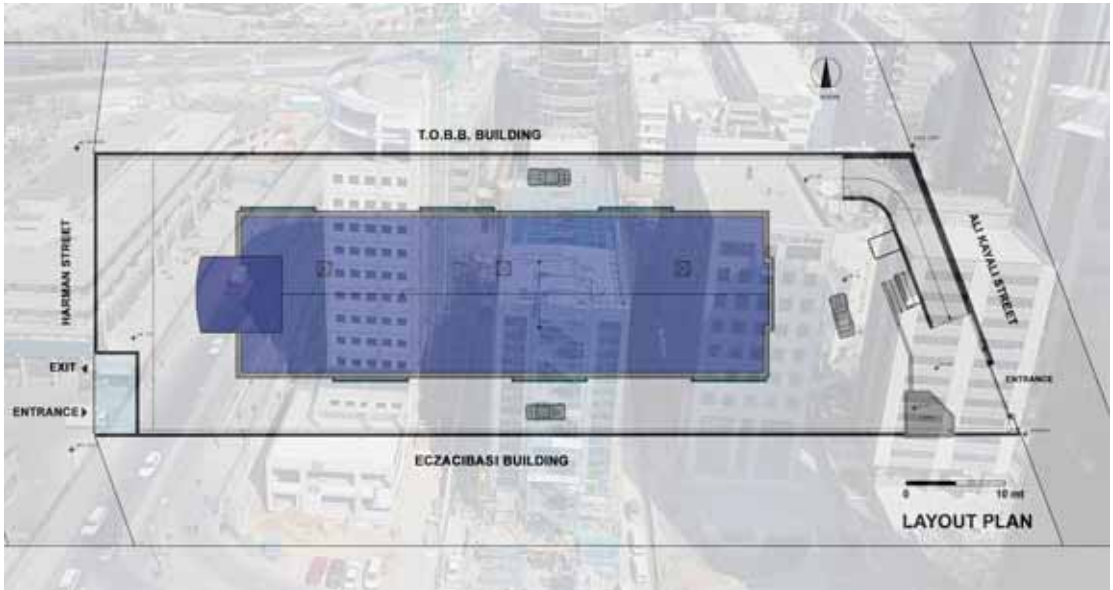 T.O.B.B. BUILDING
HARMAN STREET
ALI KAYALI STREET
EXIT
ENTRANCE
ENTRANCE
ECZACIBASI BUILDING
0 10 mt
LAYOUT PLAN